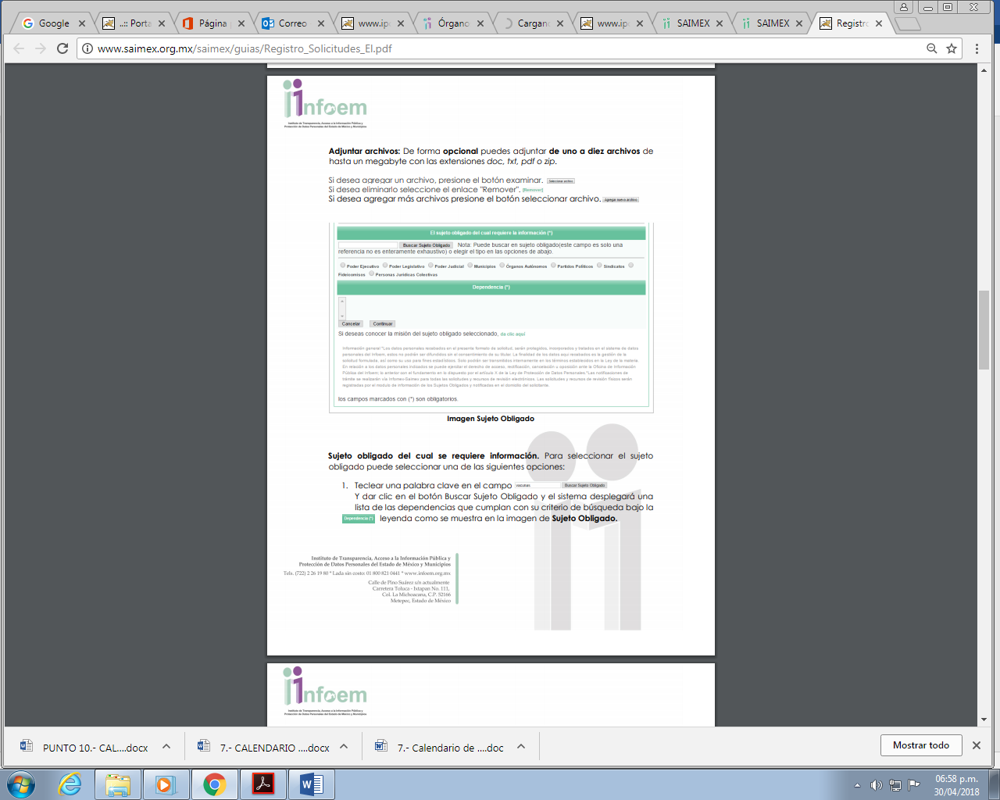 Google
..:: Porta
Página
Correo
www.ipo
Órgano
Cargand
www.ipo
SAIMEX
SAIMEX
Registro
www.saimex.org.mx/saimex/guias/Registro_Solicitudes_EI.pdf
infoem
Instituto de Transparencia, Acceso a la Información Pública y
Protección de Datos Personales del Estado de México y Municipios
Adjuntar archivos: De forma opcional puedes adjuntar de uno a diez archivos de
hasta un megabyte con las extensiones doc, txt, pdf o zip.
Si desea agregar un archivo, presione el botón examinar. Seleccionar archivo
Si desea eliminarlo seleccione el enlace "Remover". [Remover]
Si desea agregar más archivos presione el botón seleccionar archivo. Agregar nuevo archivo
El sujeto obligado del cual requiere la información (*)
Buscar Sujeto Obligado Nota: Puede buscar en sujeto obligado(este campo es solo una
referencia no es enteramente exhaustivo) o elegir el tipo en las opciones de abajo.
Poder Ejecutivo Poder Legislativo Poder Judicial Municipios Órganos Autónomos Partidos Políticos Sindicatos
Fideicomisos Personas Jurídicas Colectivas
Dependencia (*)
Cancelar Continuar
Si deseas conocer la misión del sujeto obligado seleccionado, da clic aquí
Información general "Los datos personales recabados en el presente formato de solicitud, serán protegidos, incorporados y tratados en el sistema de datos
personales del Infoem, estos no podrán ser difundidos sin el consentimiento de su titular. La finalidad de los datos aquí recabados es la gestión de la
solicitud formulada, así como su uso para fines estadísticos. Solo podrán ser transmitidos internamente en los términos establecidos en la Ley de la materia.
En relación a los datos personales indicados se puede ejercitar el derecho de acceso, rectificación, cancelación u oposición ante la Oficina de Información
Pública del Infoem; lo anterior con el fundamento en lo dispuesto por el artículo X de la Ley de Protección de Datos Personales "Las notificaciones de
trámite se realizarán vía Infomex-Saimex para todas las solicitudes y recursos de revisión electrónicos. Las solicitudes y recursos de revisión físicos serán
registradas por el modulo de información de los Sujetos Obligados y notificadas en el domicilio del solicitante.
los campos marcados con (*) son obligatorios.
Imagen Sujeto Obligado
Sujeto obligado del cual se requiere información. Para seleccionar el sujeto
obligado puede seleccionar una de las siguientes opciones:
1. Teclear una palabra clave en el campo vacunas Buscar Sujeto Obligado
Y dar clic en el botón Buscar Sujeto Obligado y el sistema desplegará una
lista de las dependencias que cumplan con su criterio de búsqueda bajo la
Dependencia (*) leyenda como se muestra en la imagen de Sujeto Obligado.
Instituto de Transparencia, Acceso a la Información Pública y
Protección de Datos Personales del Estado de México y Municipios
Tels. (722) 2 26 19 80 * Lada sin costo: 01 800 821 0441 * www.infoem.org.mx
Calle de Pino Suárez s/n actualmente
Carretera Toluca - Ixtapan No. 111,
Col. La Michoacana, C.P. 52166
Metepec, Estado de México
infoem
Instituto de Transparencia, Acceso a la Información Pública y
Protección de Datos Personales del Estado de México y Municipios
PUNTO 10.- CAL....docx
7.- CALENDARIO ....docx
7.- Calendario de ....doc
Mostrar todo
06:58 p.m.
30/04/2018